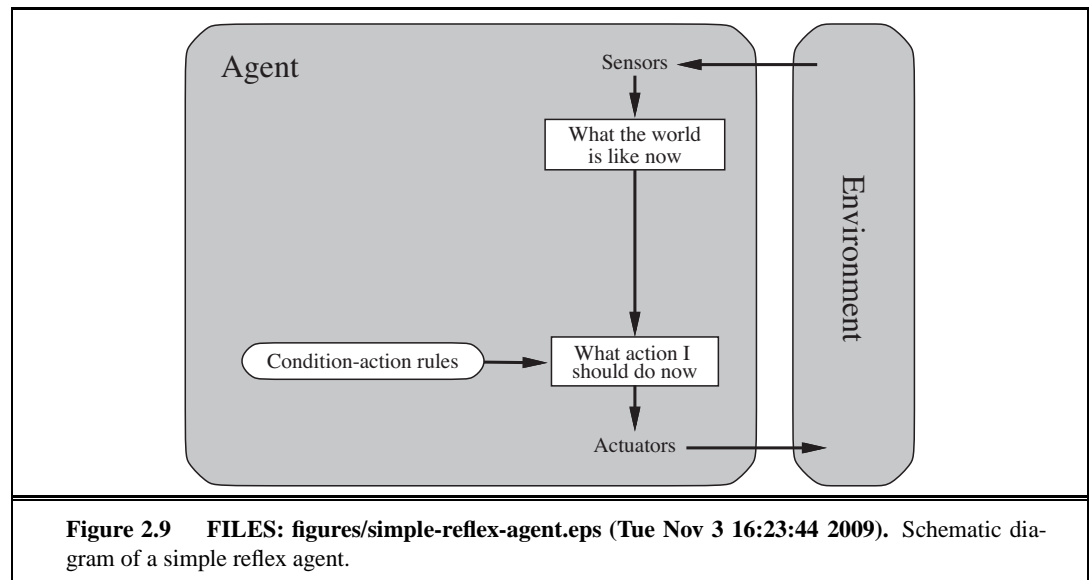 Agent
Sensors
What the world
is like now
Environment
Condition-action rules
What action I
should do now
Actuators
Figure 2.9 FILES: figures/simple-reflex-agent.eps (Tue Nov 3 16:23:44 2009). Schematic dia-
gram of a simple reflex agent.